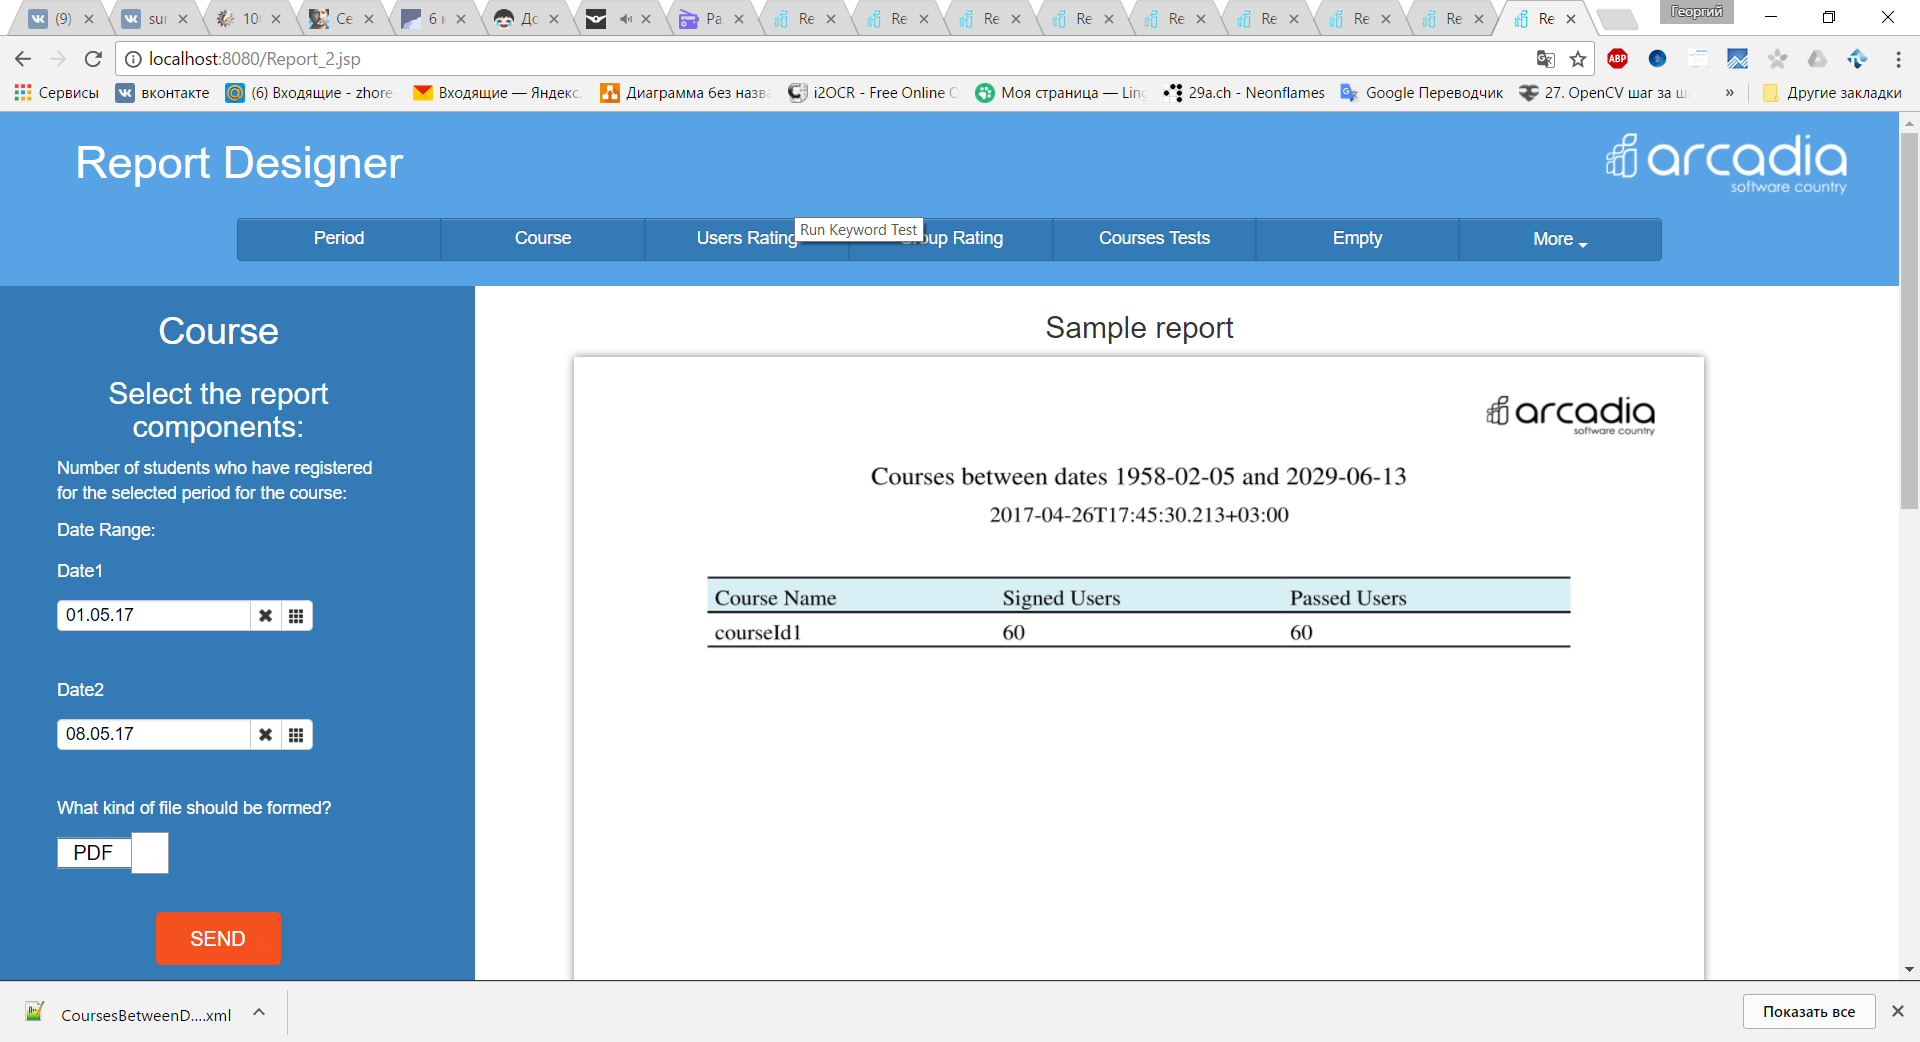 (9)
sui
10
Се
6 к
До
Ра
Re
Re
Re
Re
Re
Re
Re
Re
Re
Георгий
localhost:8080/Report_2.jsp
ABP
Сервисы
вконтакте
(6) Входящие - zhore
Входящие — Яндекс.
Диаграмма без назва
i2OCR - Free Online
Моя страница — Lin
29a.ch - Neonflames
Google Переводчик
27. OpenCV шаг за ш
»
Другие закладки
Report Designer
arcadia
software country
Period
Course
Users Rating
Run Keyword Test
Group Rating
Courses Tests
Empty
More
Course
Select the report
components:
Number of students who have registered
for the selected period for the course:
Date Range:
Date1
01.05.17
Date2
08.05.17
What kind of file should be formed?
PDF
SEND
Sample report
arcadia
software country
Courses between dates 1958-02-05 and 2029-06-13
2017-04-26T17:45:30.213+03:00
Course Name Signed Users Passed Users
courseId1 60 60
CoursesBetweenD....xml
Показать все